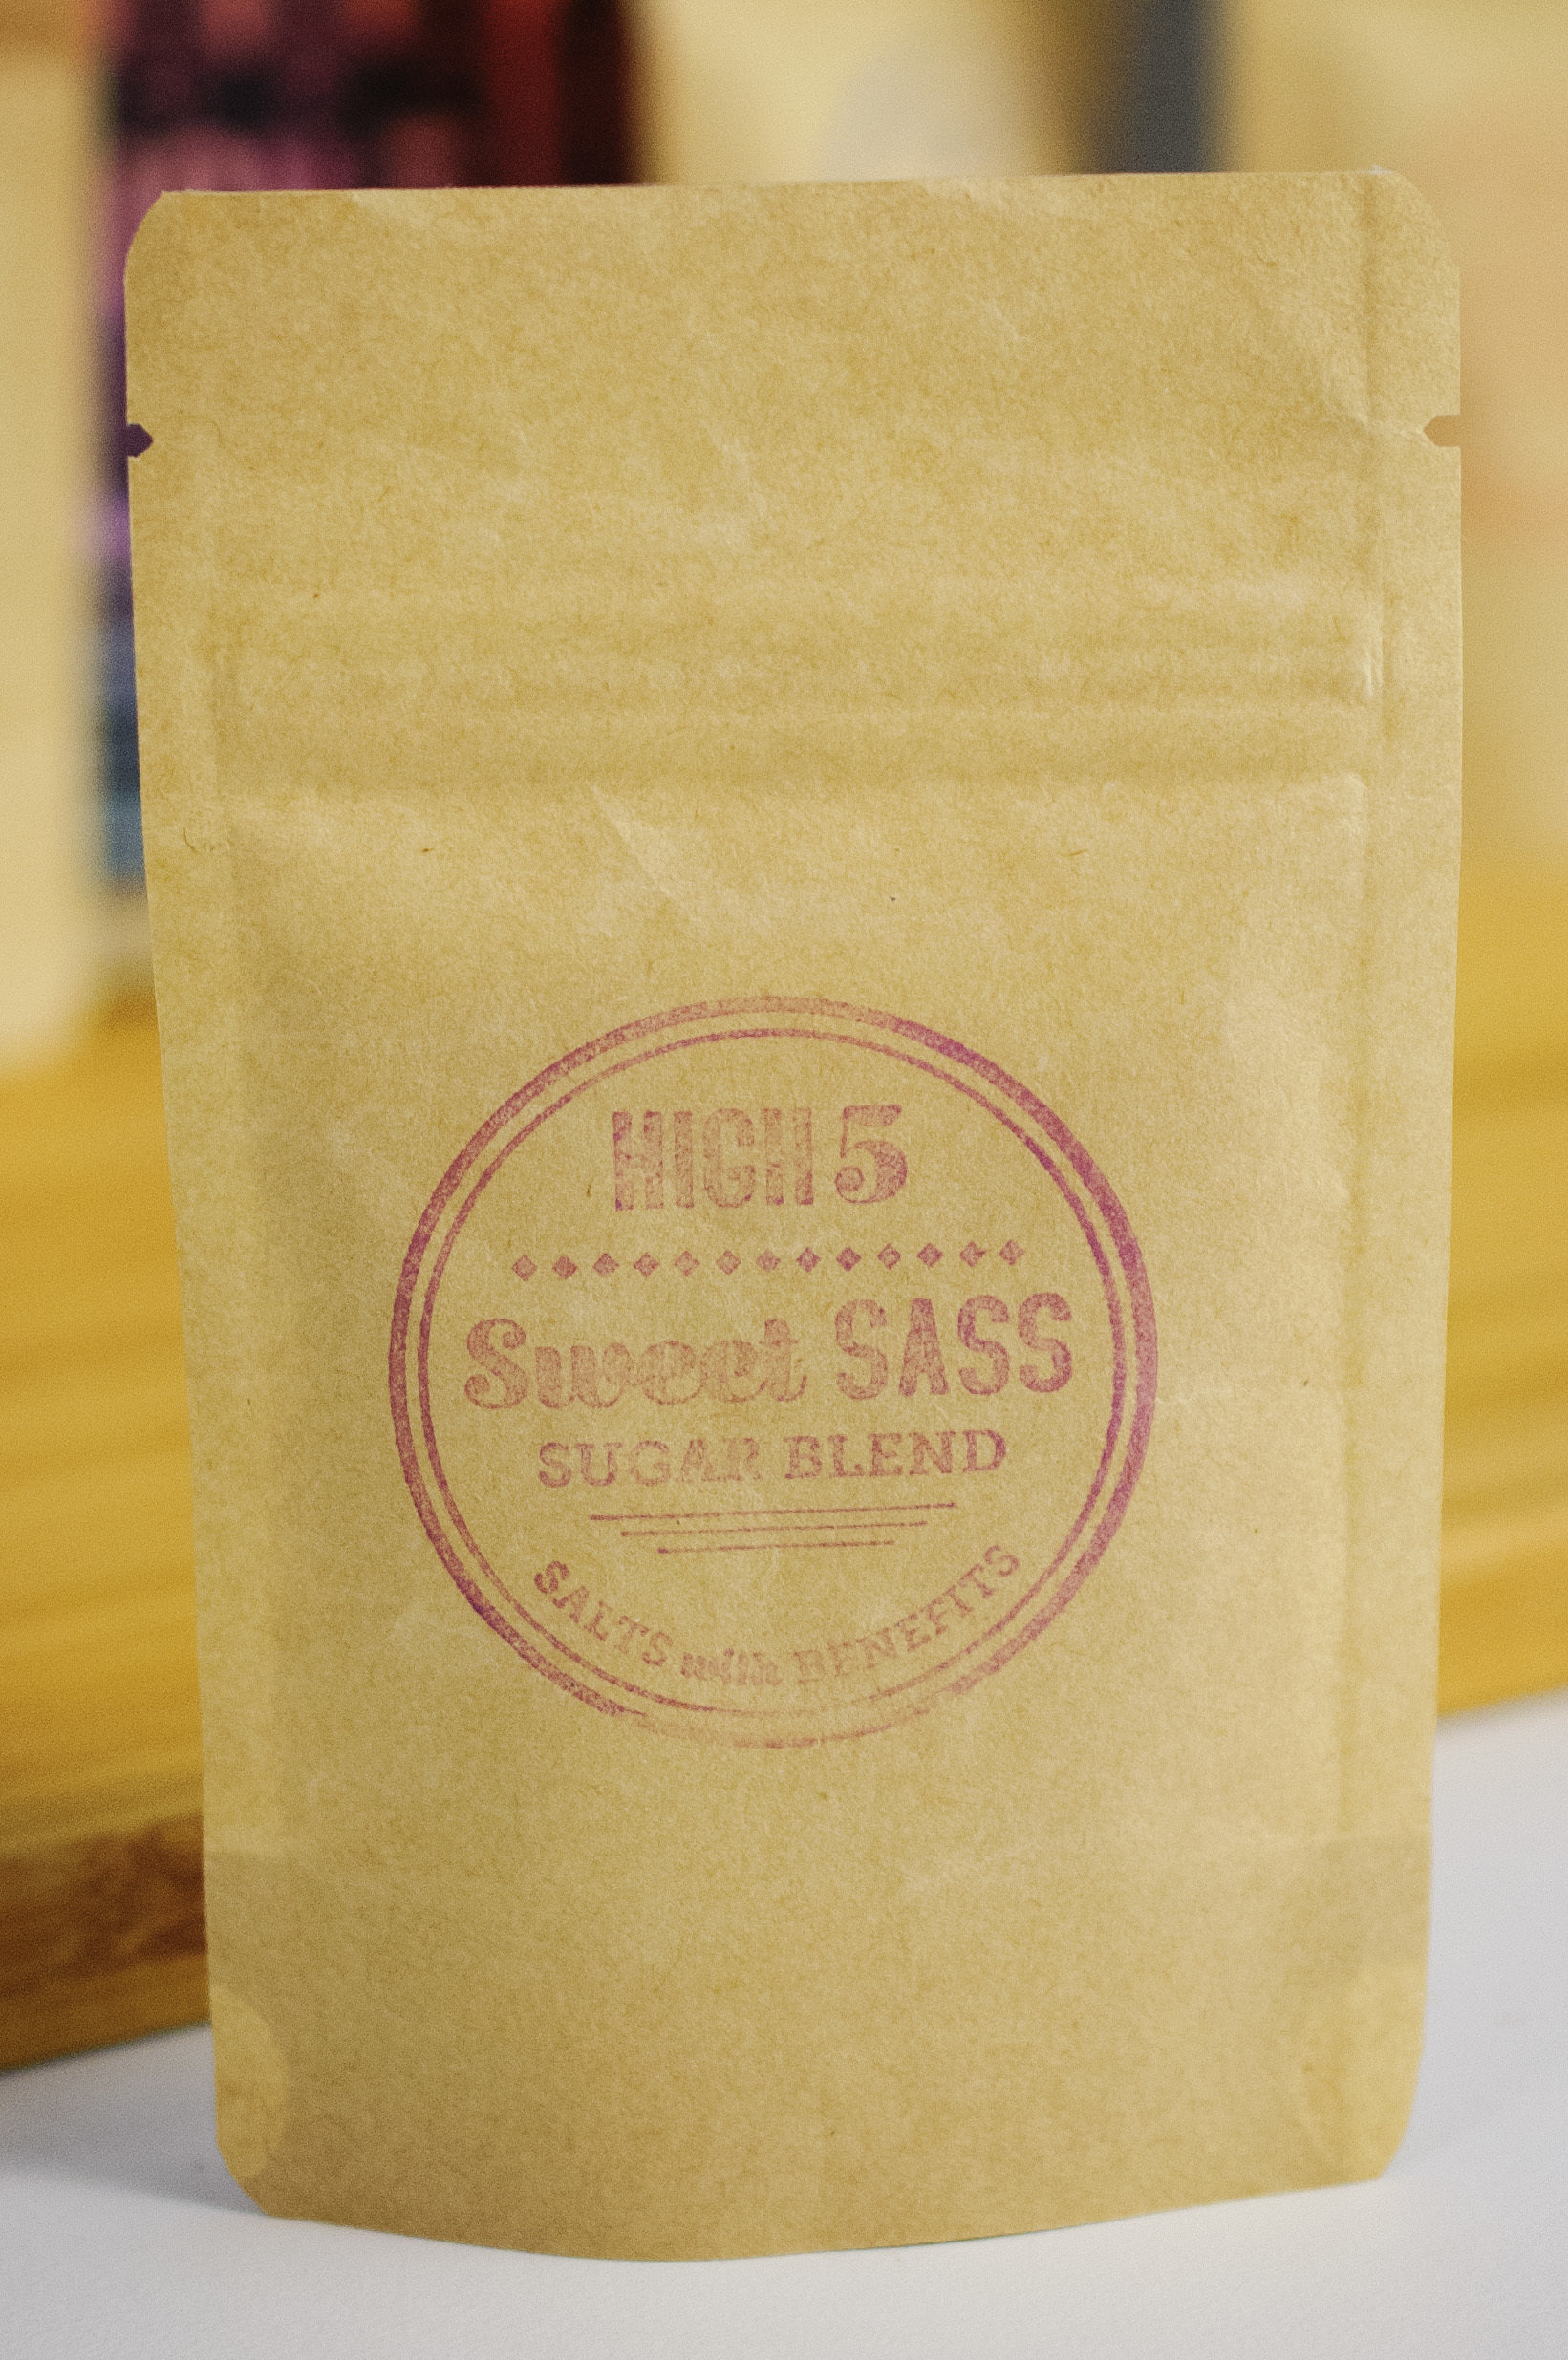 HIGH 5
Sweet SASS
SUGAR BLEND
SALTS with BENEFITS